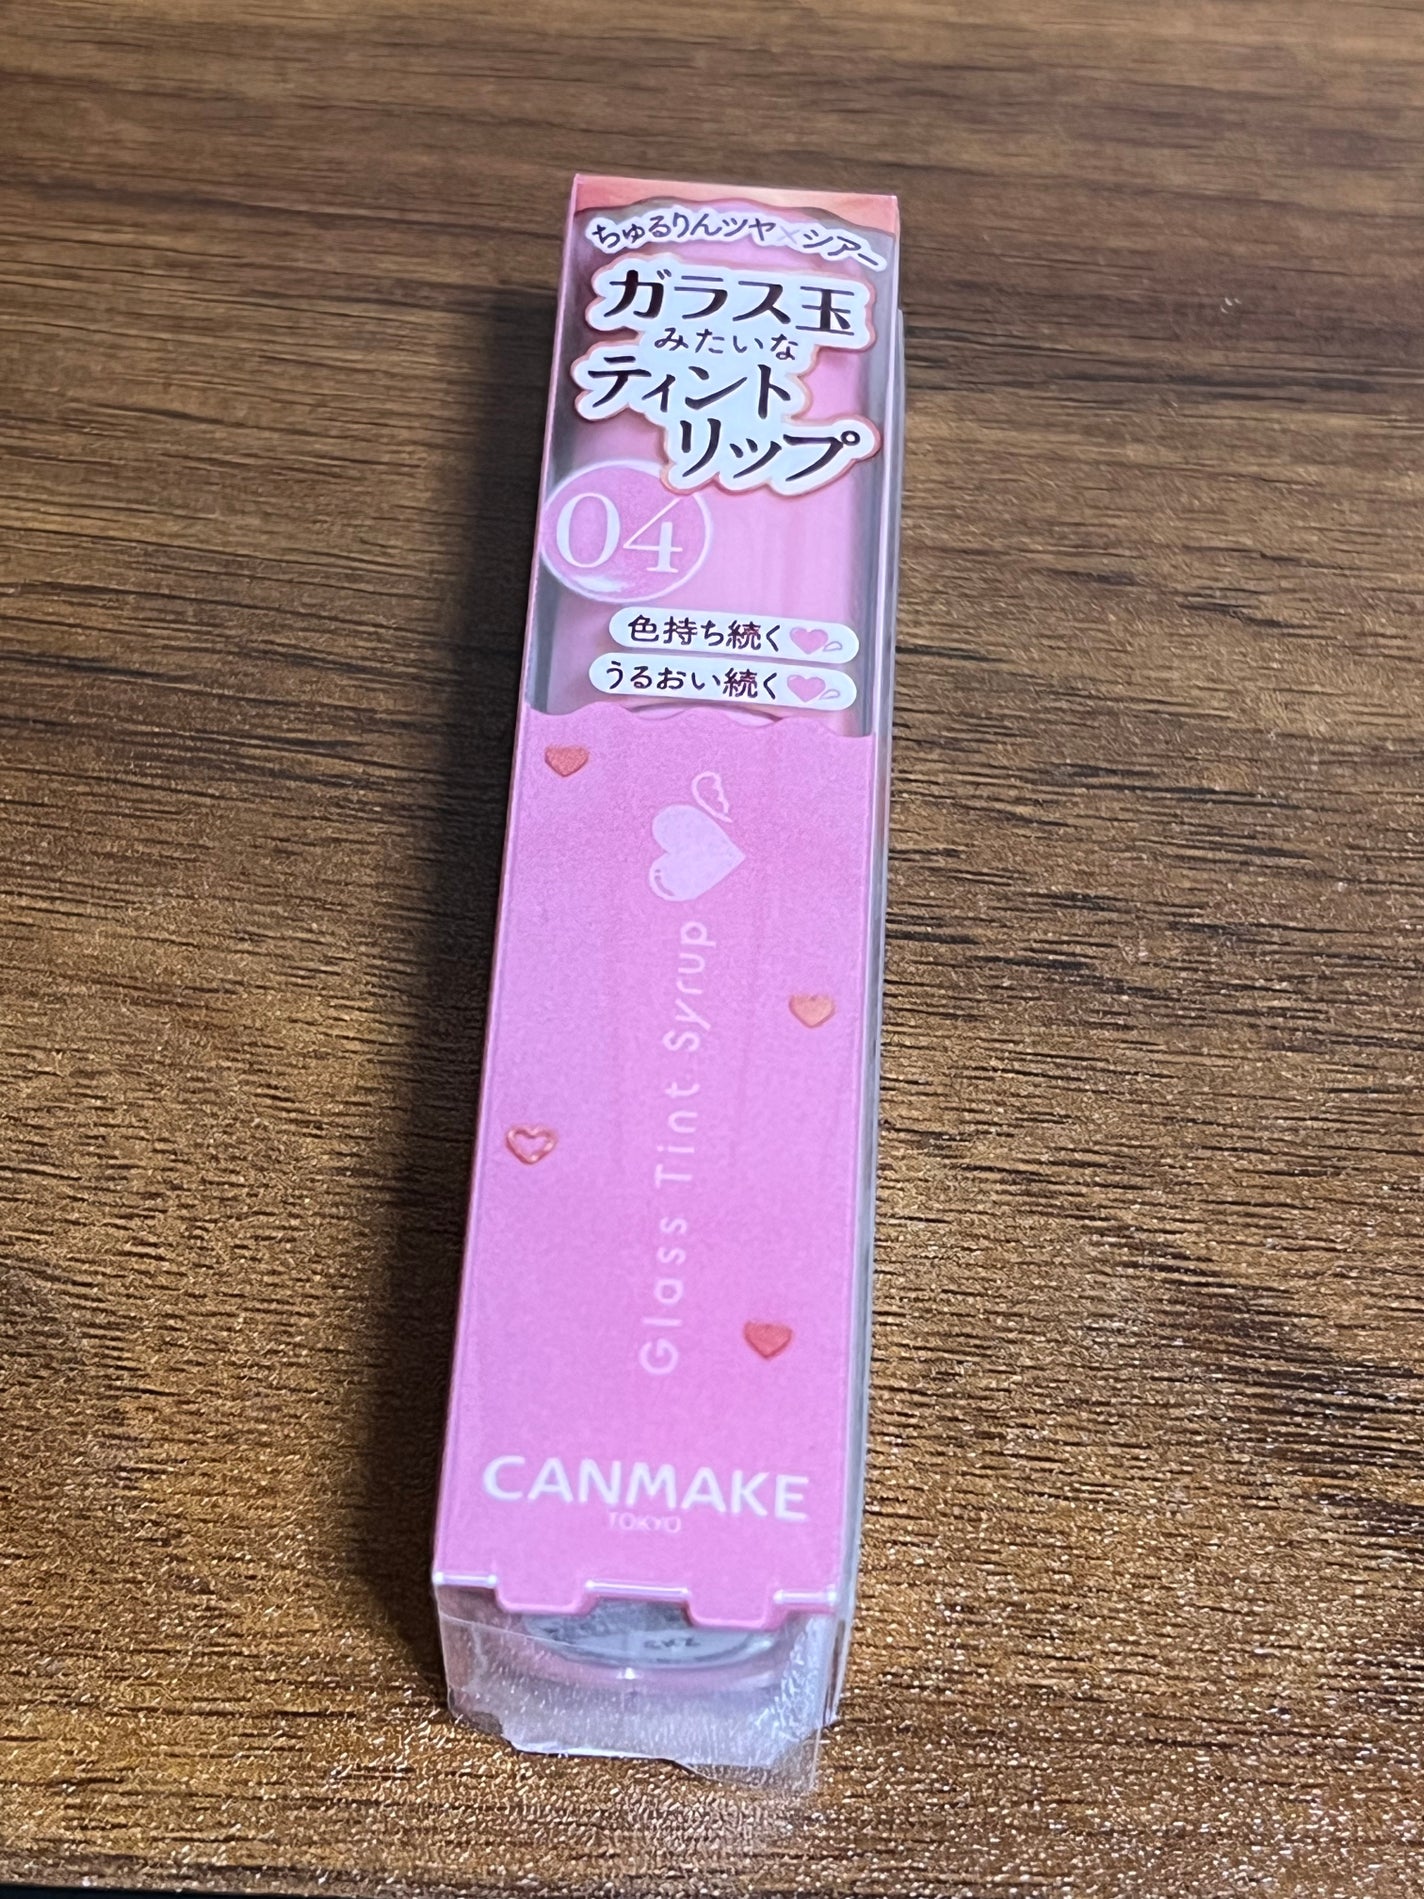 ちゅるりんツヤ×シアー
ガラス玉
みたいな
ティント
リップ
04
色持ち続く
うるおい続く
Glass Tint Syrup
CANMAKE
TOKYO